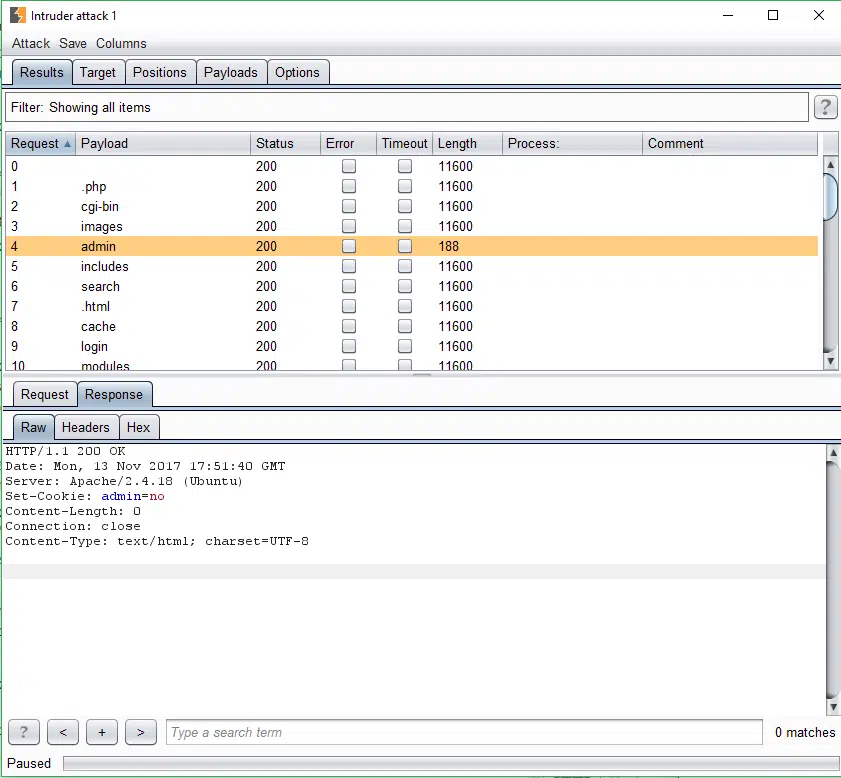 Intruder attack 1
Attack Save Columns
Results Target Positions Payloads Options
Filter: Showing all items ?
Request Payload Status Error Timeout Length Process: Comment
0 200 11600
1 .php 200 11600
2 cgi-bin 200 11600
3 images 200 11600
4 admin 200 188
5 includes 200 11600
6 search 200 11600
7 .html 200 11600
8 cache 200 11600
9 login 200 11600
10 modules 200 11600
Request Response
Raw Headers Hex
HTTP/1.1 200 OK
Date: Mon, 13 Nov 2017 17:51:40 GMT
Server: Apache/2.4.18 (Ubuntu)
Set-Cookie: admin=no
Content-Length: 0
Connection: close
Content-Type: text/html; charset=UTF-8
? < + > Type a search term 0 matches
Paused